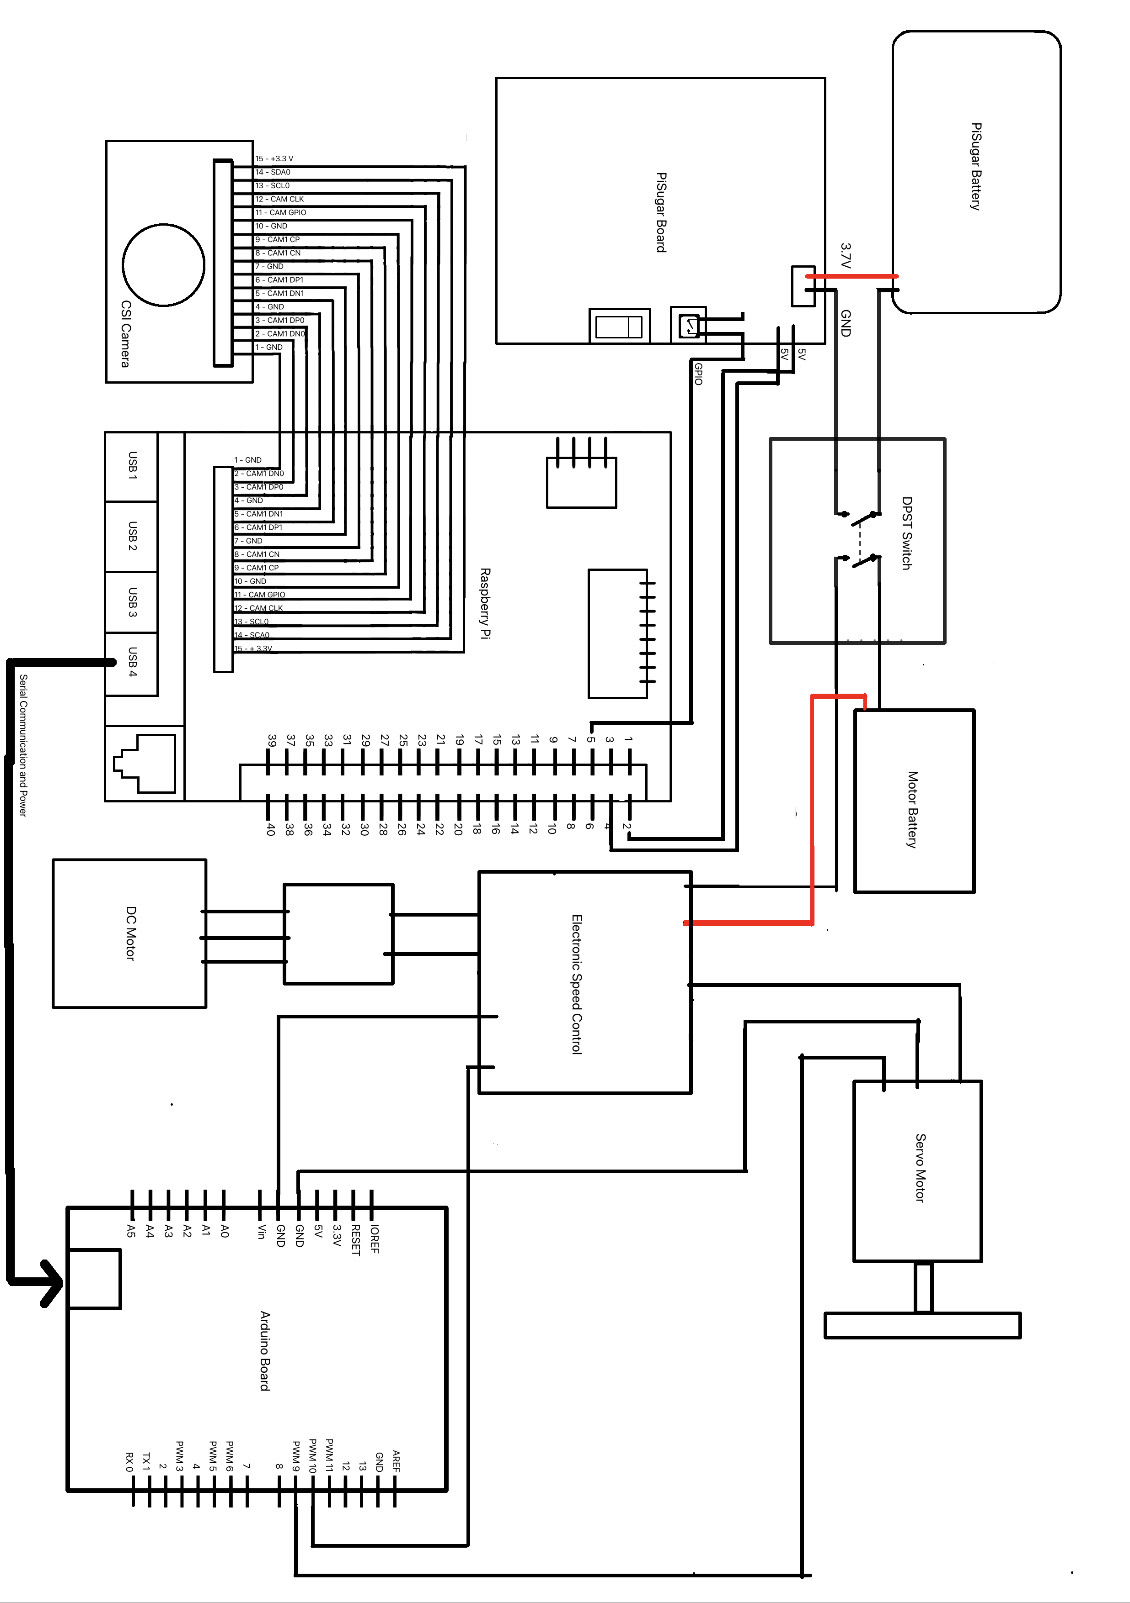 PiSugar Battery
PiSugar Board
3.7V
GND
5V
5V
GPIO
CSI Camera
15 - +3.3 V
14 - SDA0
13 - SCL0
12 - CAM CLK
11 - CAM GPIO
10 - GND
9 - CAM1 CP
8 - CAM1 CN
7 - GND
6 - CAM1 DP1
5 - CAM1 DN1
4 - GND
3 - CAM1 DP0
2 - CAM1 DN0
1 - GND
USB 1
USB 2
USB 3
USB 4
1 - GND
2 - CAM1 DN0
3 - CAM1 DP0
4 - GND
5 - CAM1 DN1
6 - CAM1 DP1
7 - GND
8 - CAM1 CN
9 - CAM1 CP
10 - GND
11 - CAM GPIO
12 - CAM CLK
13 - SCL0
14 - SCA0
15 - + 3.3V
Raspberry Pi
DPST Switch
Serial Communication and Power
39
37
35
33
31
29
27
25
23
21
19
17
15
13
11
9
7
5
3
1
40
38
36
34
32
30
28
26
24
22
20
18
16
14
12
10
8
6
4
2
Motor Battery
DC Motor
Electronic Speed Control
Servo Motor
A5
A4
A3
A2
A1
A0
Vin
GND
GND
5V
3.3V
RESET
IOREF
Arduino Board
RX 0
TX 1
2
PWM 3
4
PWM 5
PWM 6
7
8
PWM 9
PWM 10
PWM 11
12
13
GND
AREF